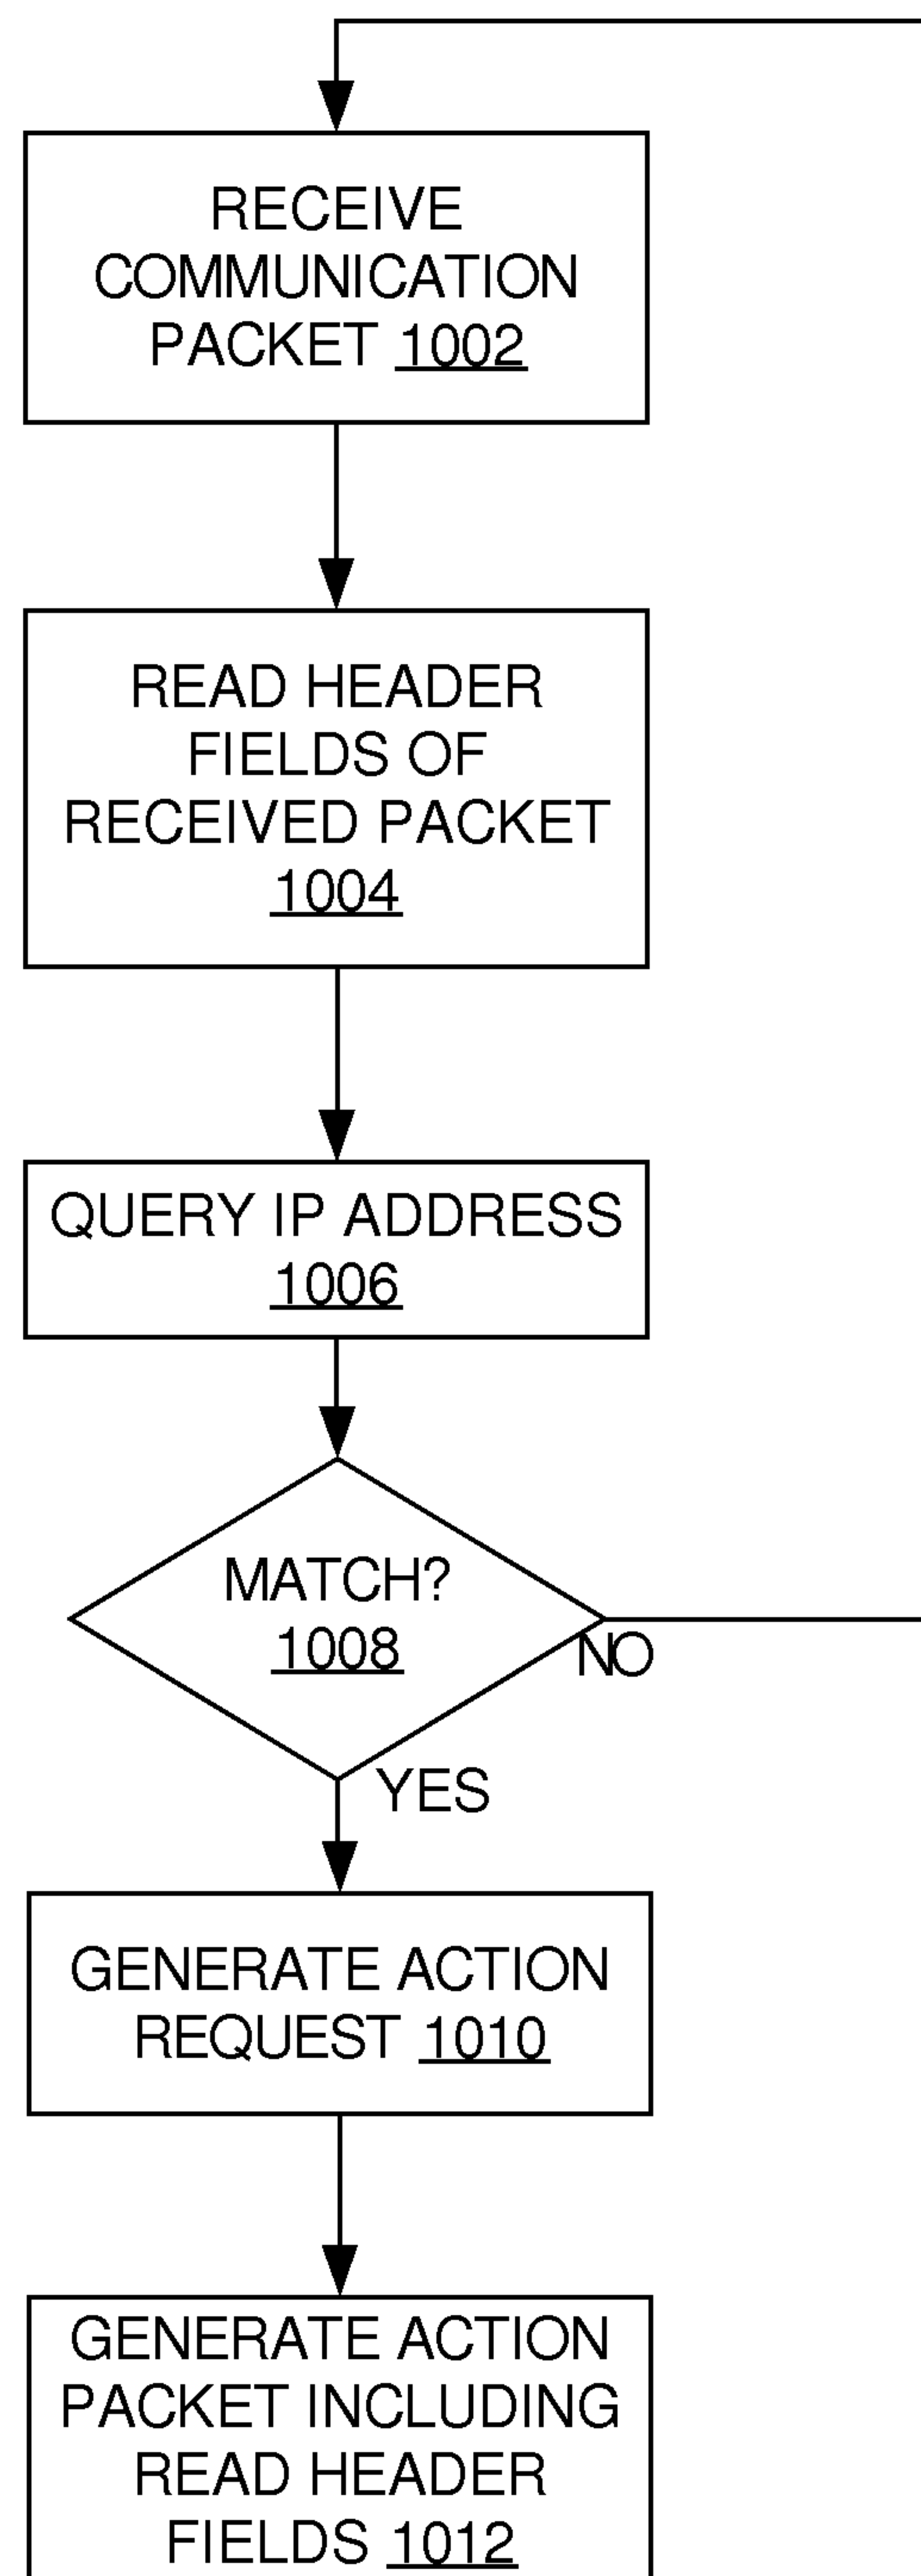 RECEIVE
COMMUNICATION
PACKET 1002
READ HEADER
FIELDS OF
RECEIVED PACKET
1004
QUERY IP ADDRESS
1006
MATCH?
1008
NO
YES
GENERATE ACTION
REQUEST 1010
GENERATE ACTION
PACKET INCLUDING
READ HEADER
FIELDS 1012